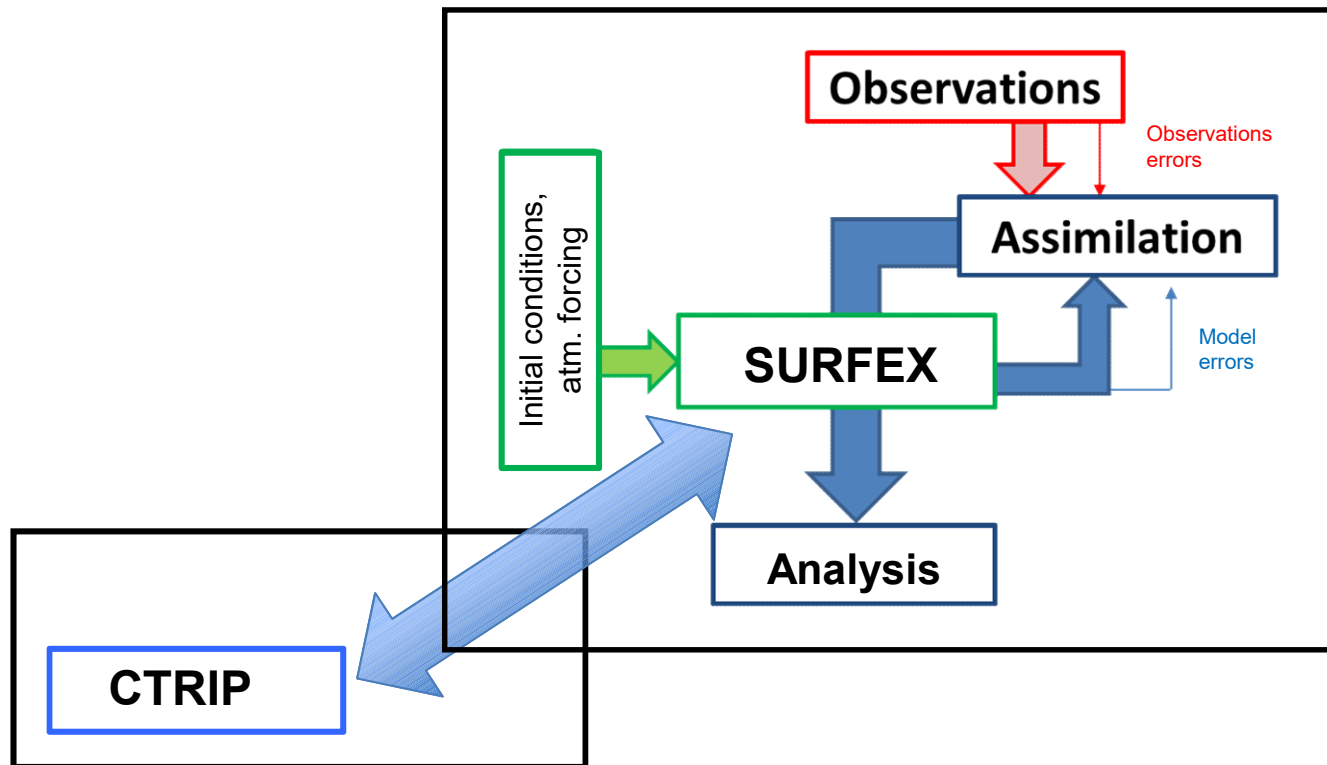 Observations
Observations
errors
Assimilation
Initial conditions,
atm. forcing
SURFEX
Model
errors
Analysis
CTRIP